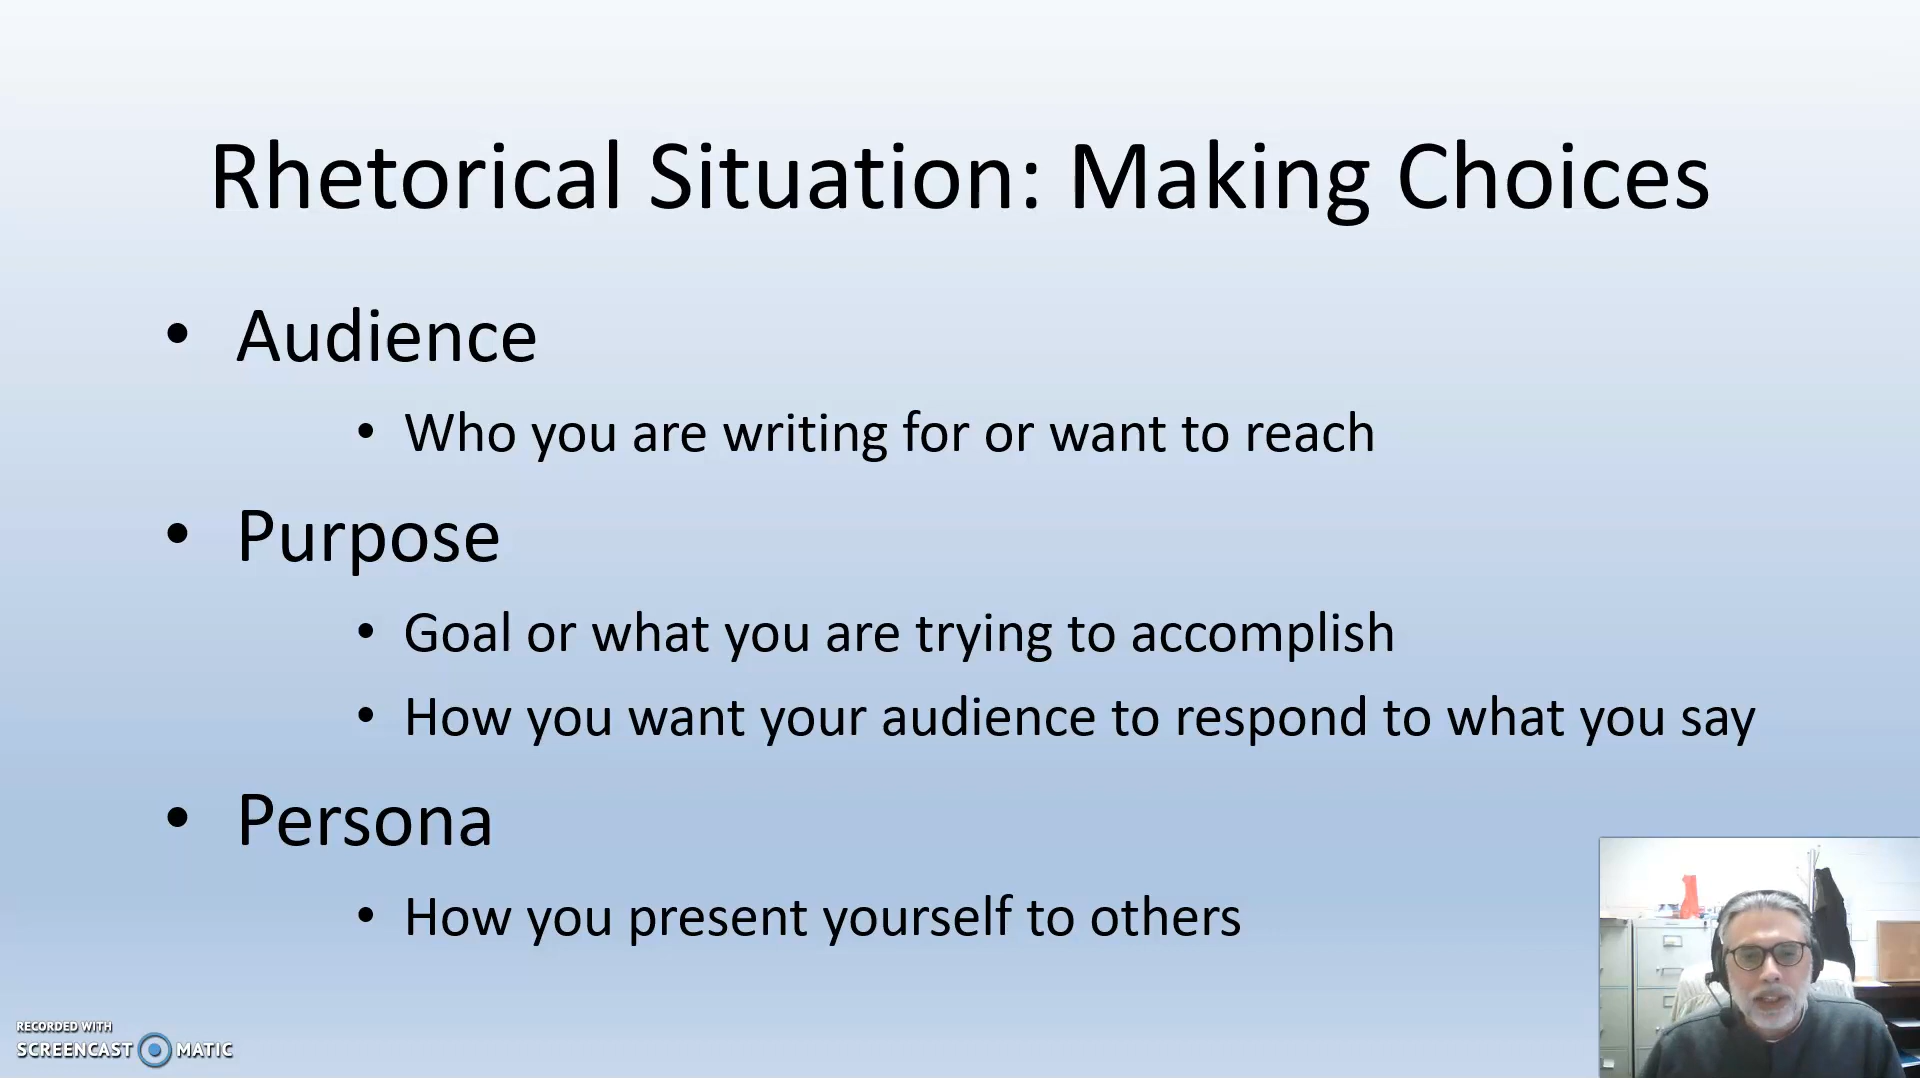 Rhetorical Situation: Making Choices
• Audience
• Who you are writing for or want to reach
• Purpose
• Goal or what you are trying to accomplish
• How you want your audience to respond to what you say
• Persona
• How you present yourself to others
RECORDED WITH
SCREENCAST MATIC